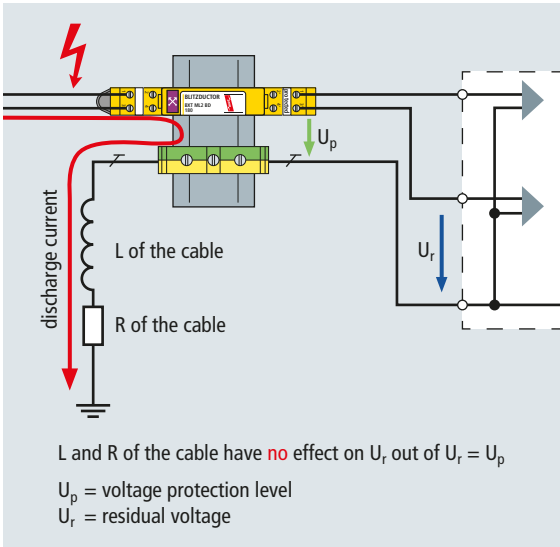 BLITZDUCTOR
BXT ML2 BD
180
protected
Up
Ur
discharge current
L of the cable
R of the cable
L and R of the cable have no effect on Ur out of Ur = Up
Up = voltage protection level
Ur = residual voltage